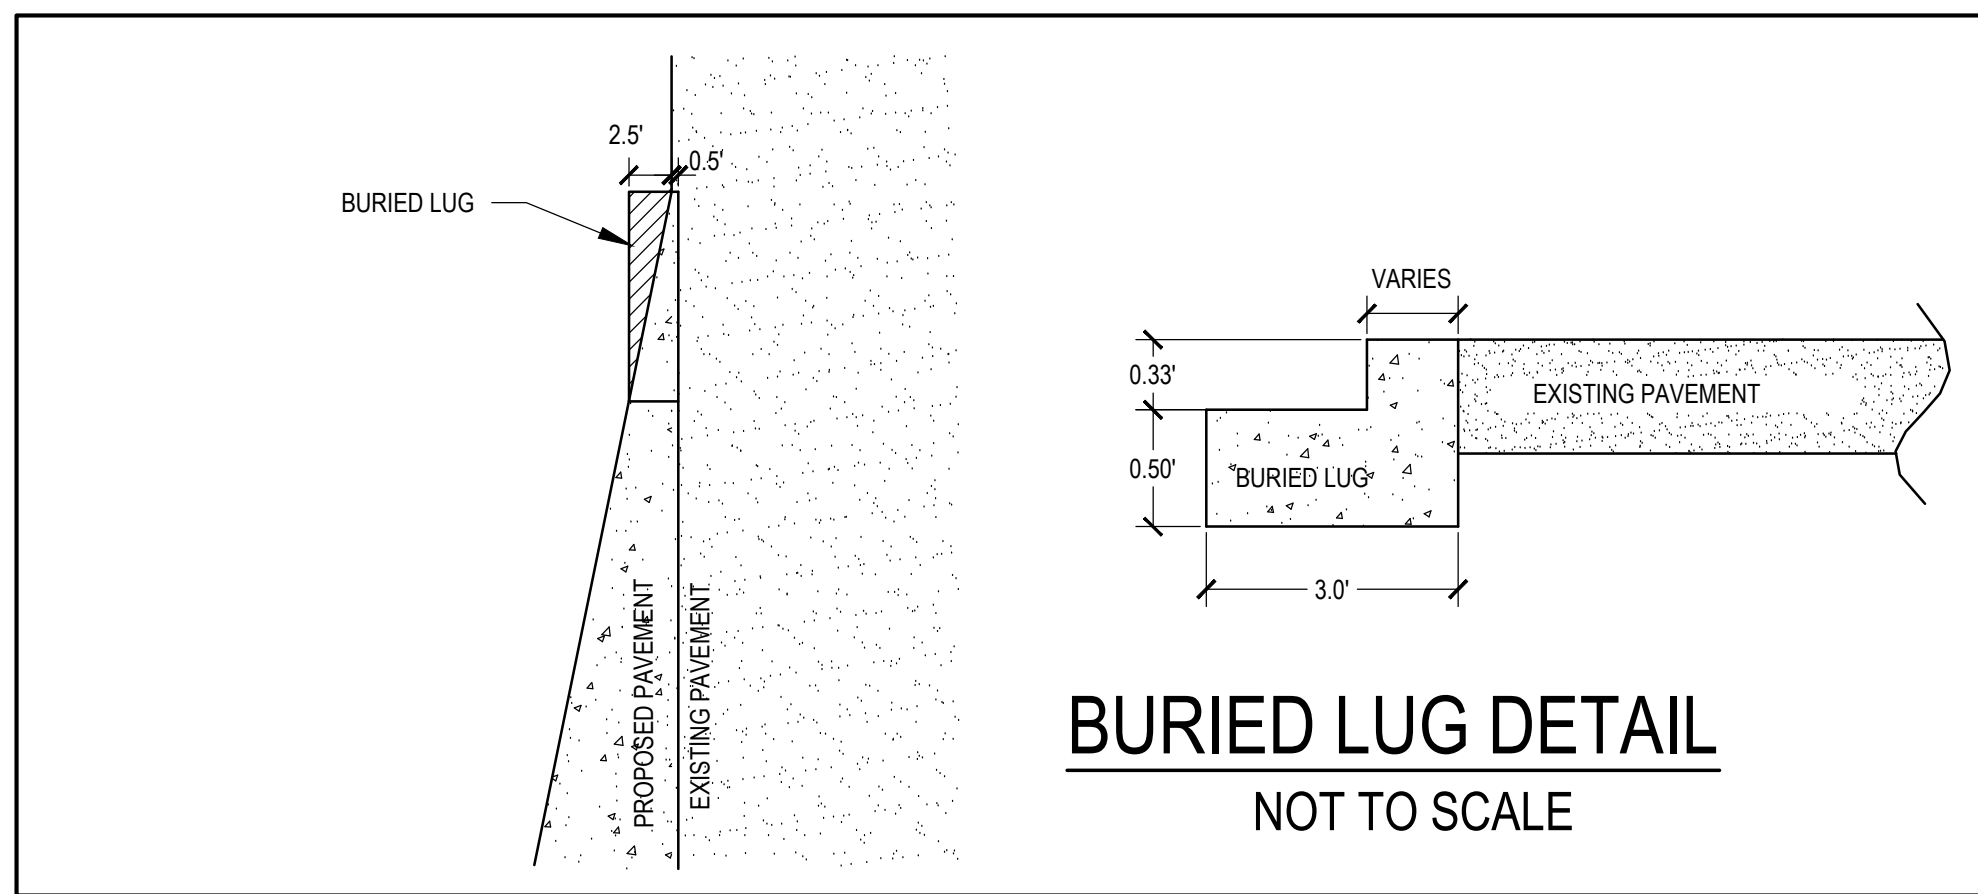 2.5'
0.5'
BURIED LUG
PROPOSED PAVEMENT
EXISTING PAVEMENT
VARIES
0.33'
EXISTING PAVEMENT
0.50'
BURIED LUG
3.0'
BURIED LUG DETAIL
NOT TO SCALE